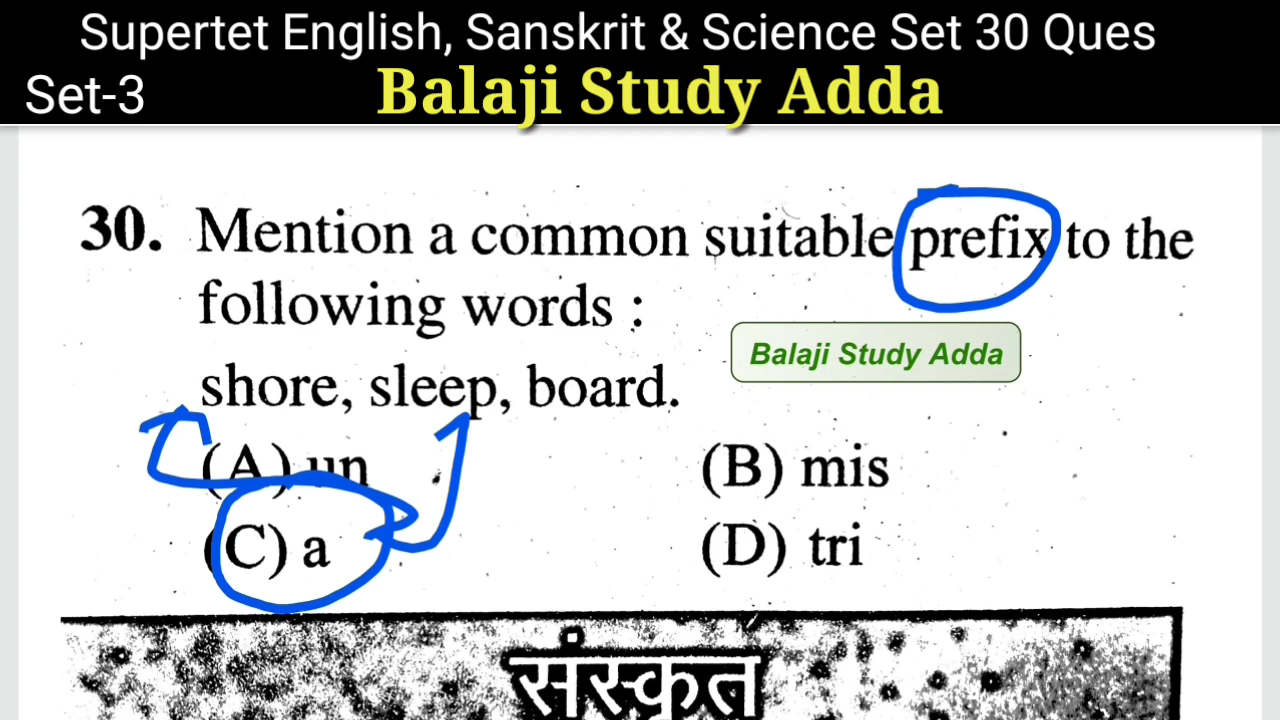 Supertet English, Sanskrit & Science Set 30 Ques
Set-3 Balaji Study Adda
30. Mention a common suitable prefix to the
following words :
Balaji Study Adda
shore, sleep, board.
(A) un (B) mis
(C) a (D) tri
संस्कृत